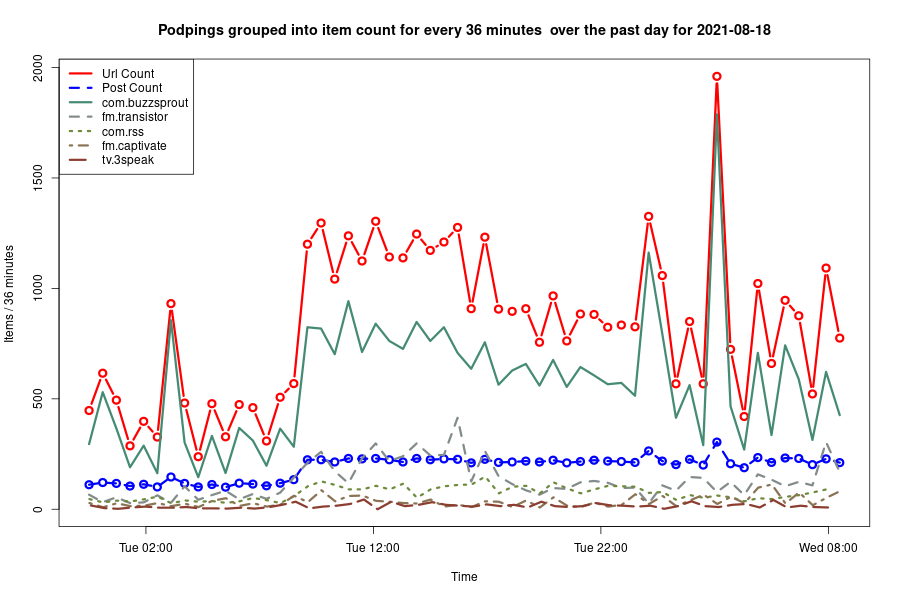 Podpings grouped into item count for every 36 minutes  over the past day for 2021-08-18
Url Count
Post Count
com.buzzsprout
fm.transistor
com.rss
fm.captivate
tv.3speak
2000
1500
1000
500
0
Items / 36 minutes
Tue 02:00
Tue 12:00
Tue 22:00
Wed 08:00
Time